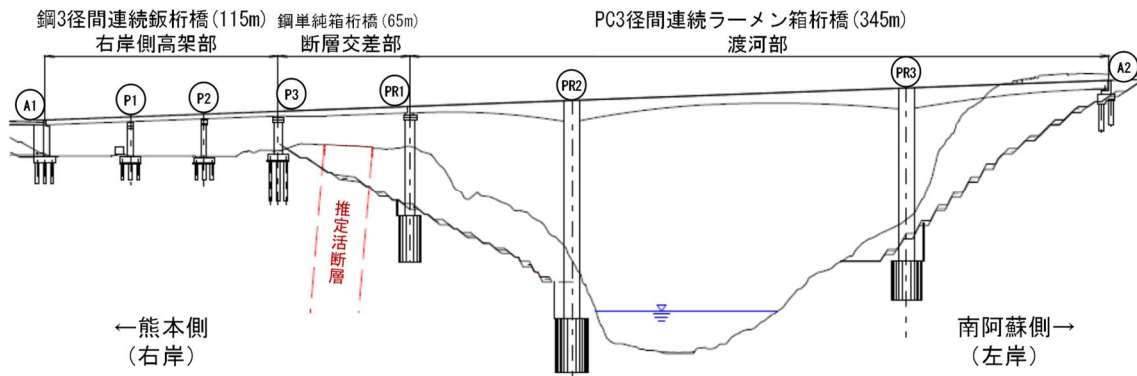 鋼3径間連続鈑桁橋(115m)
右岸側高架部
鋼単純箱桁橋(65m)
断層交差部
PC3径間連続ラーメン箱桁橋(345m)
渡河部
A1
P1
P2
P3
PR1
PR2
PR3
A2
推定活断層
←熊本側
(右岸)
南阿蘇側→
(左岸)